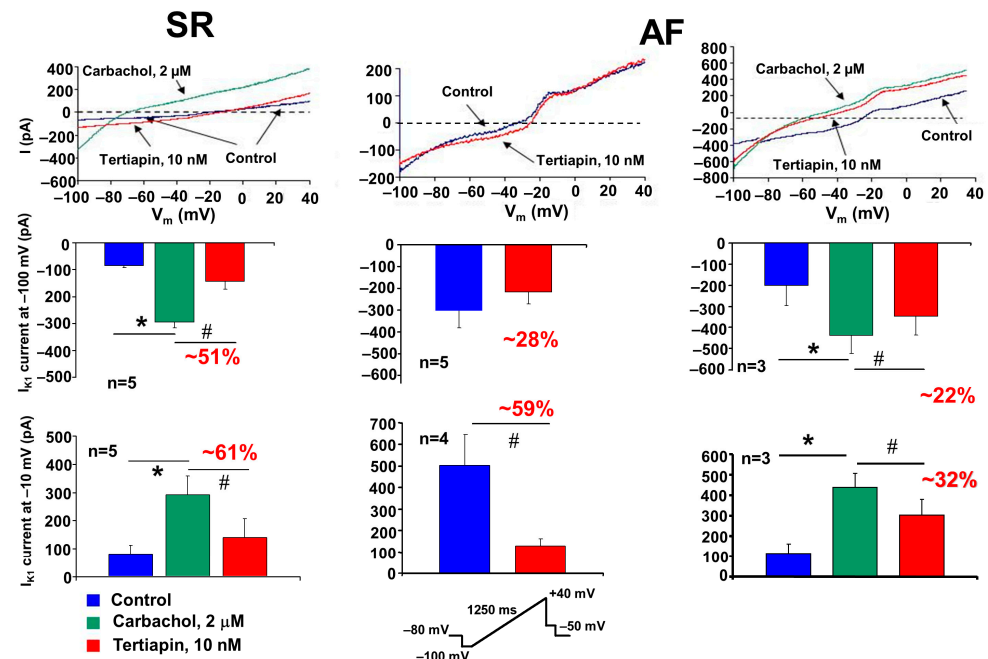 SR
AF
400
200
0
−200
−400
−600
I (pA)
Carbachol, 2 µM
Tertiapin, 10 nM
Control
−100 −80 −60 −40 −20 0 20 40
Vm (mV)
200
100
0
−100
−200
Control
Tertiapin, 10 nM
−100 −80 −60 −40 −20 0 20 40
Vm (mV)
800
600
400
200
0
−200
−400
−600
−800
Carbachol, 2 µM
Tertiapin, 10 nM
Control
−100 −80 −60 −40 −20 0 20
Vm (mV)
IK1 current at −100 mV (pA)
0
−100
−200
−300
−400
−500
*
#
~51%
n=5
0
−100
−200
−300
−400
−500
−600
~28%
n=5
0
−100
−200
−300
−400
−500
−600
n=3
*
#
~22%
IK1 current at −10 mV (pA)
500
400
300
200
100
0
n=5
*
~61%
#
700
600
500
400
300
200
100
0
n=4
~59%
#
600
500
400
300
200
100
0
n=3
*
#
~32%
Control
Carbachol, 2 µM
Tertiapin, 10 nM
1250 ms
+40 mV
−80 mV
−50 mV
−100 mV